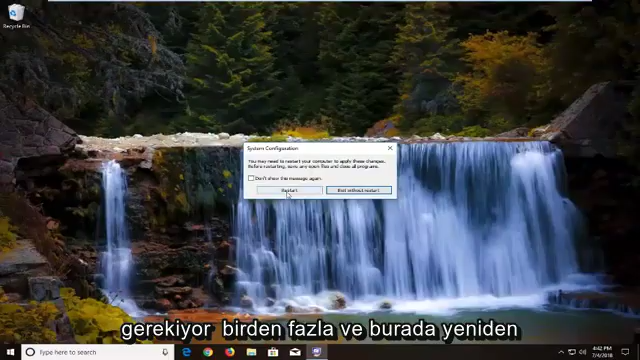 Recycle Bin
System Configuration
You may need to restart your computer to apply these changes.
Before restarting, save any open files and close all programs.
Don't show this message again.
Restart
Exit without restart
gerekiyor birden fazla ve burada yeniden
Type here to search
4:42 PM
7/4/2018